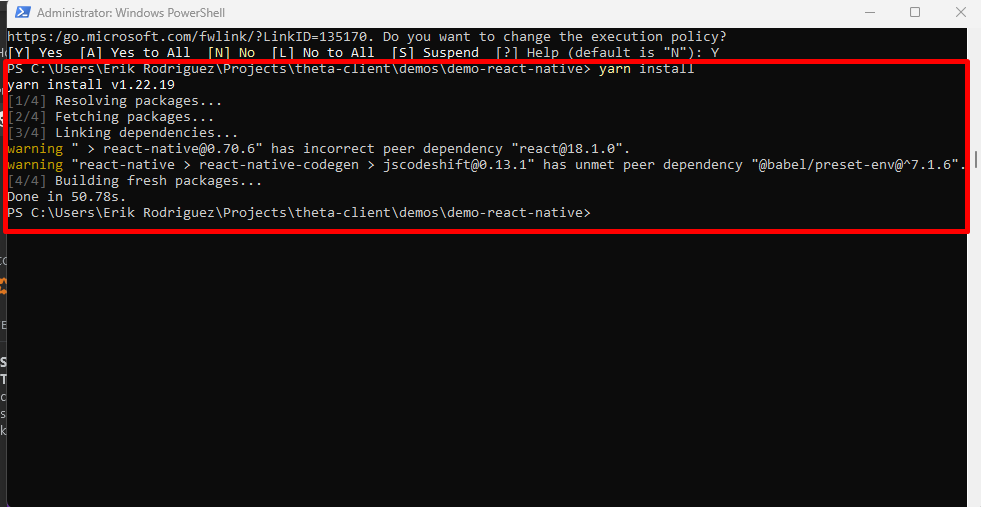 Administrator: Windows PowerShell
https:/go.microsoft.com/fwlink/?LinkID=135170. Do you want to change the execution policy?
[Y] Yes  [A] Yes to All  [N] No  [L] No to All  [S] Suspend  [?] Help (default is "N"): Y
PS C:\Users\Erik Rodriguez\Projects\theta-client\demos\demo-react-native> yarn install
yarn install v1.22.19
[1/4] Resolving packages...
[2/4] Fetching packages...
[3/4] Linking dependencies...
warning " > react-native@0.70.6" has incorrect peer dependency "react@18.1.0".
warning "react-native > react-native-codegen > jscodeshift@0.13.1" has unmet peer dependency "@babel/preset-env@^7.1.6".
[4/4] Building fresh packages...
Done in 50.78s.
PS C:\Users\Erik Rodriguez\Projects\theta-client\demos\demo-react-native>